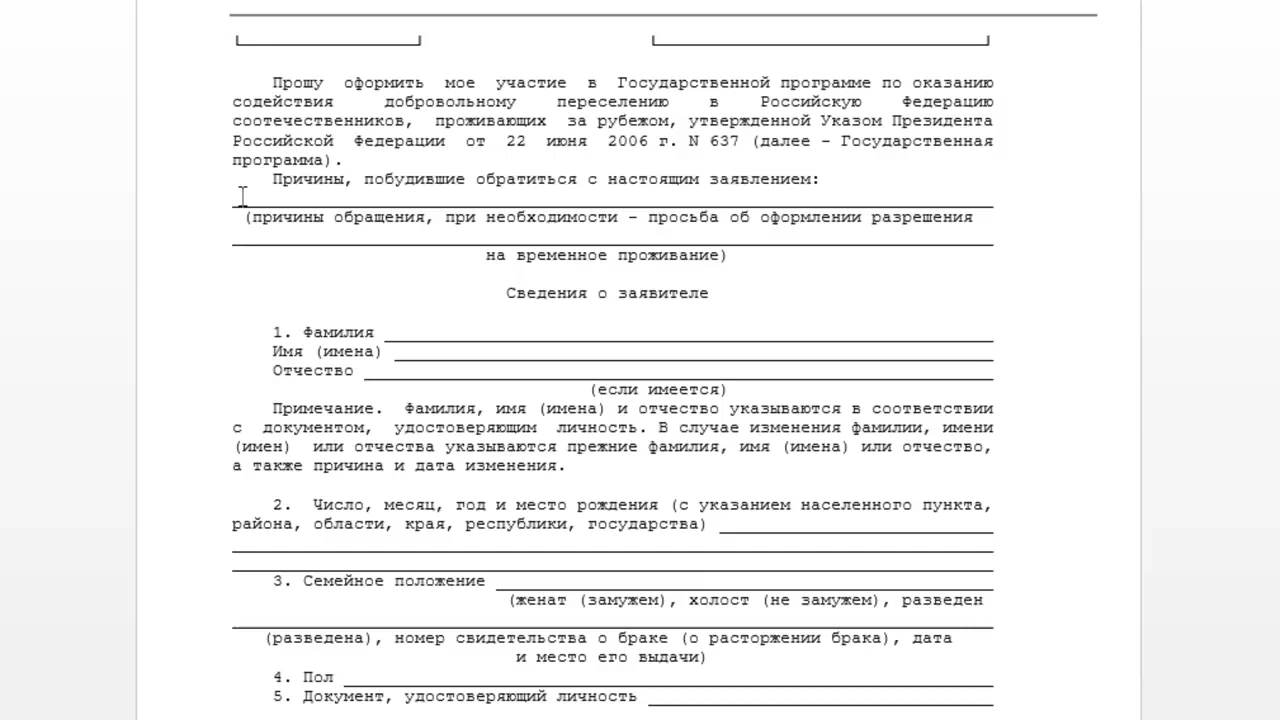 Прошу оформить мое участие в Государственной программе по оказанию
содействия добровольному переселению в Российскую Федерацию
соотечественников, проживающих за рубежом, утвержденной Указом Президента
Российской Федерации от 22 июня 2006 г. N 637 (далее - Государственная
программа).
Причины, побудившие обратиться с настоящим заявлением:
(причины обращения, при необходимости - просьба об оформлении разрешения
на временное проживание)
Сведения о заявителе
1. Фамилия
Имя (имена)
Отчество
(если имеется)
Примечание. Фамилия, имя (имена) и отчество указываются в соответствии
с документом, удостоверяющим личность. В случае изменения фамилии, имени
(имен) или отчества указываются прежние фамилия, имя (имена) или отчество,
а также причина и дата изменения.
2. Число, месяц, год и место рождения (с указанием населенного пункта,
района, области, края, республики, государства)
3. Семейное положение
(женат (замужем), холост (не замужем), разведен
(разведена), номер свидетельства о браке (о расторжении брака), дата
и место его выдачи)
4. Пол
5. Документ, удостоверяющий личность